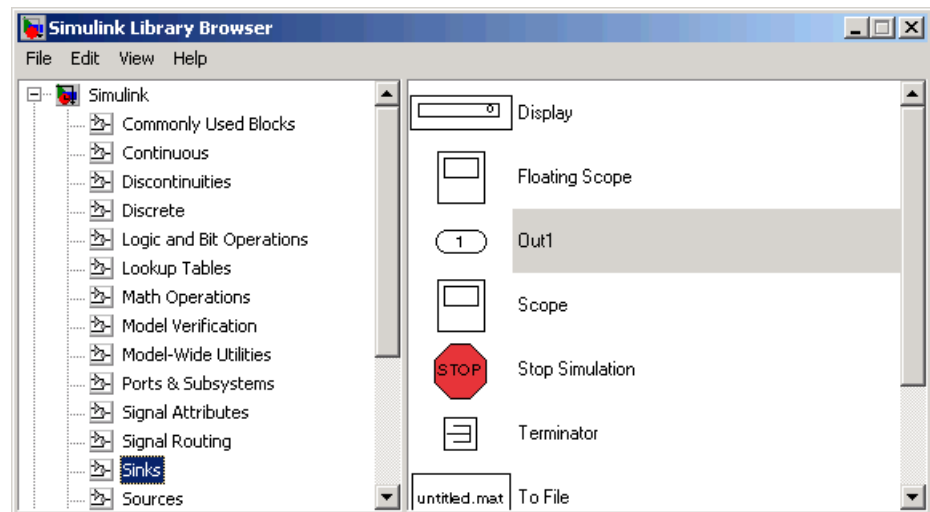 Simulink Library Browser
File Edit View Help
Simulink
Commonly Used Blocks
Continuous
Discontinuities
Discrete
Logic and Bit Operations
Lookup Tables
Math Operations
Model Verification
Model-Wide Utilities
Ports & Subsystems
Signal Attributes
Signal Routing
Sinks
Sources
0 Display
Floating Scope
1 Out1
Scope
STOP Stop Simulation
Terminator
untitled.mat To File